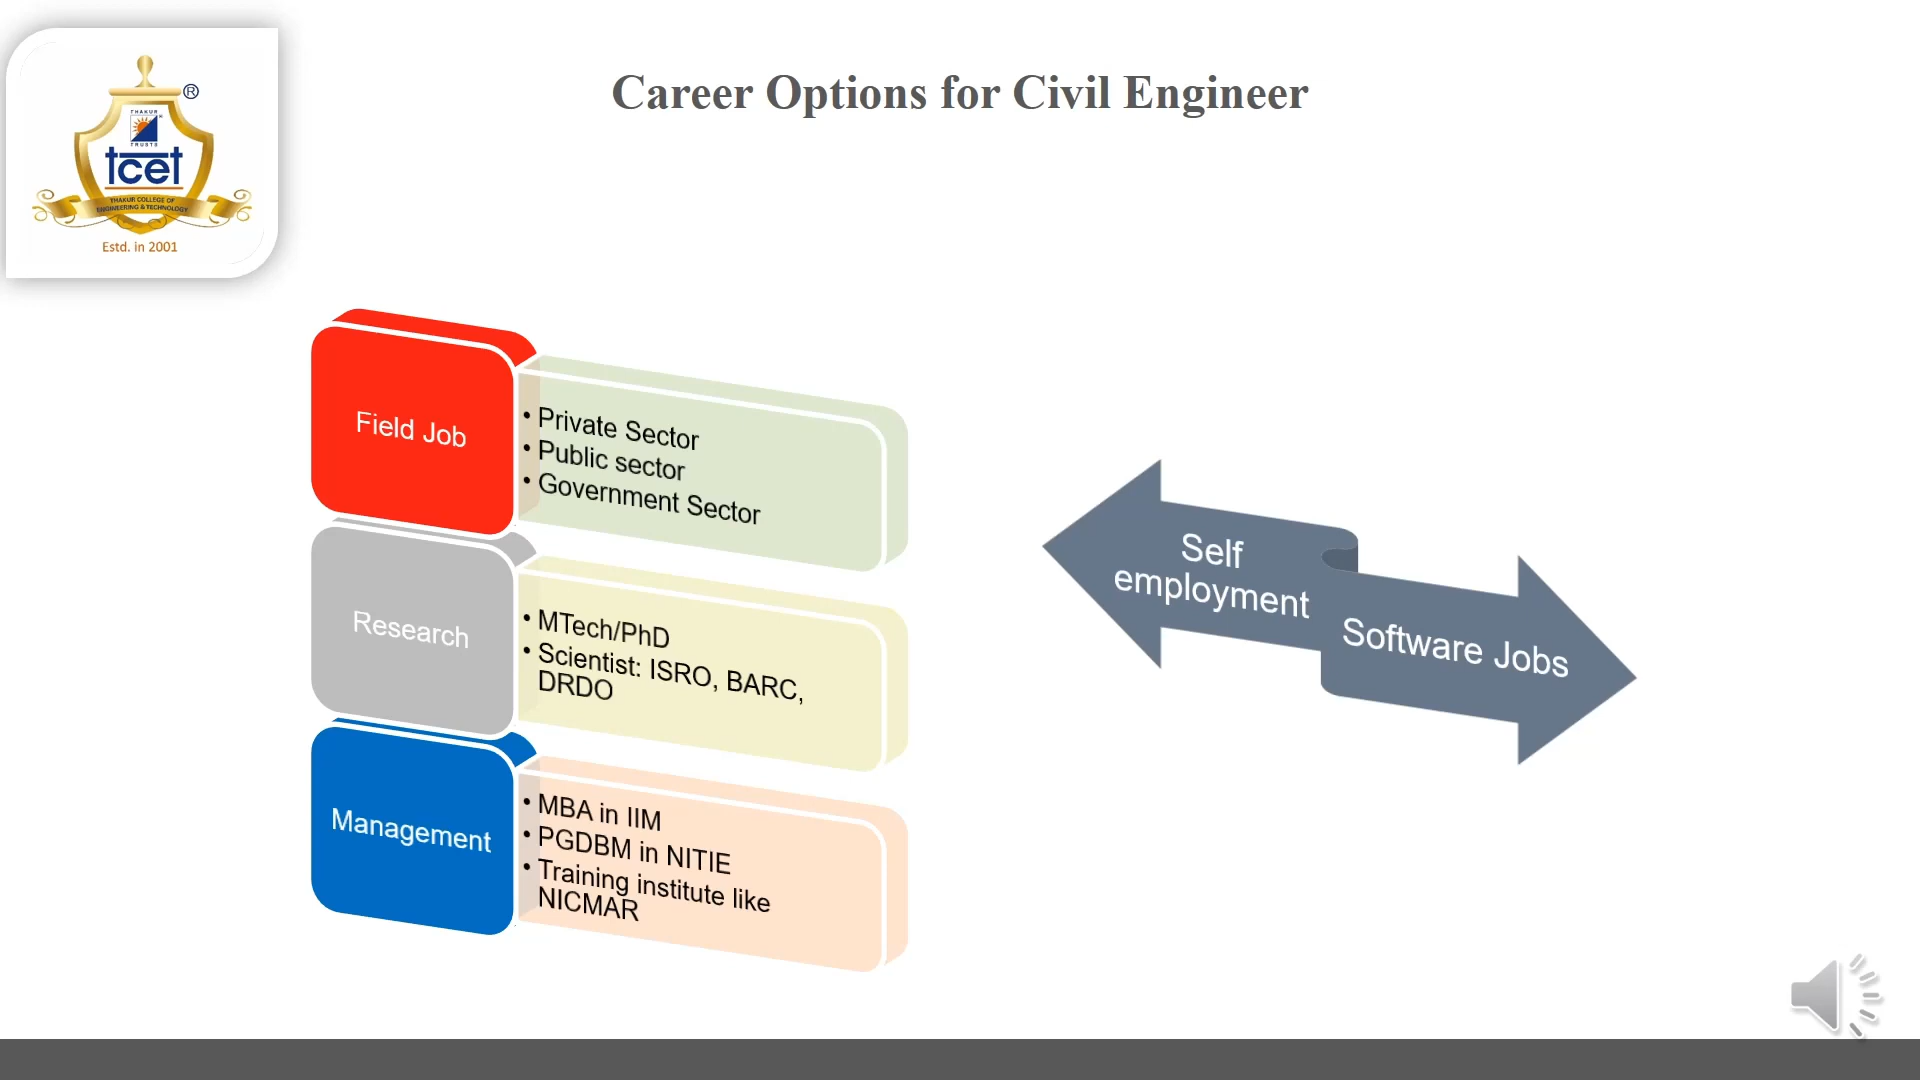 Career Options for Civil Engineer
®
THAKUR
TRUSTS
tcet
THAKUR COLLEGE OF
ENGINEERING & TECHNOLOGY
Estd. in 2001
Field Job
• Private Sector
• Public sector
• Government Sector
Research
• MTech/PhD
• Scientist: ISRO, BARC,
DRDO
Management
• MBA in IIM
• PGDBM in NITIE
• Training institute like
NICMAR
Self
employment
Software Jobs